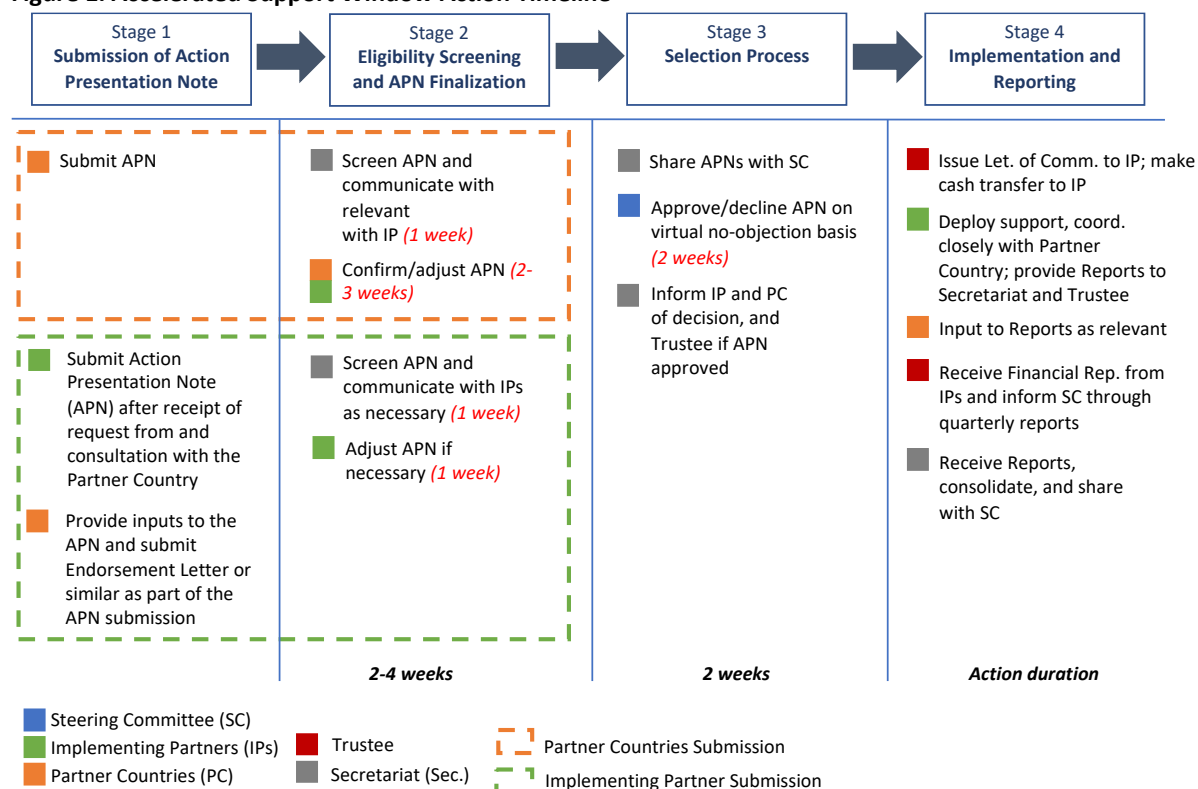 Figure Accelerated Support Window Action Timeline
Stage 1
Submission of Action
Presentation Note
Stage 2
Eligibility Screening
and APN Finalization
Stage 3
Selection Process
Stage 4
Implementation and
Reporting
Submit APN
Submit Action
Presentation Note
(APN) after receipt of
request from and
consultation with the
Partner Country
Provide inputs to the
APN and submit
Endorsement Letter or
similar as part of the
APN submission
Screen APN and
communicate with
relevant
with IP (1 week)
Confirm/adjust APN (2-
3 weeks)
Screen APN and
communicate with IPs
as necessary (1 week)
Adjust APN if
necessary (1 week)
2-4 weeks
Share APNs with SC
Approve/decline APN on
virtual no-objection basis
(2 weeks)
Inform IP and PC
of decision, and
Trustee if APN
approved
2 weeks
Issue Let. of Comm. to IP; make
cash transfer to IP
Deploy support, coord.
closely with Partner
Country; provide Reports to
Secretariat and Trustee
Input to Reports as relevant
Receive Financial Rep. from
IPs and inform SC through
quarterly reports
Receive Reports,
consolidate, and share
with SC
Action duration
Steering Committee (SC)
Implementing Partners (IPs)
Partner Countries (PC)
Trustee
Secretariat (Sec.)
Partner Countries Submission
Implementing Partner Submission